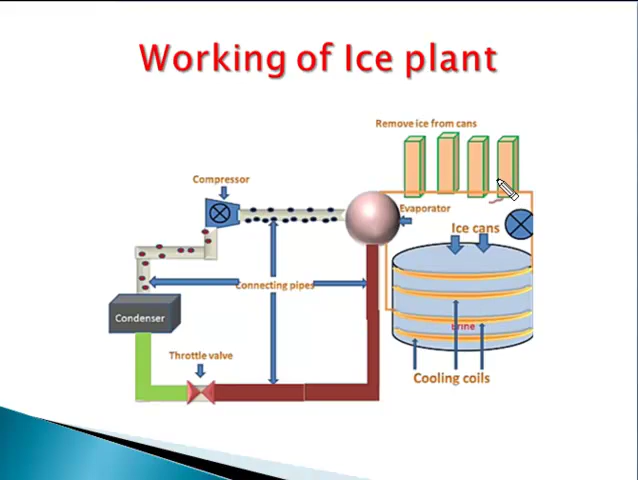 Working of Ice plant
Remove ice from cans
Compressor
Evaporator
Ice cans
Connecting pipes
Condenser
Brine
Throttle valve
Cooling coils